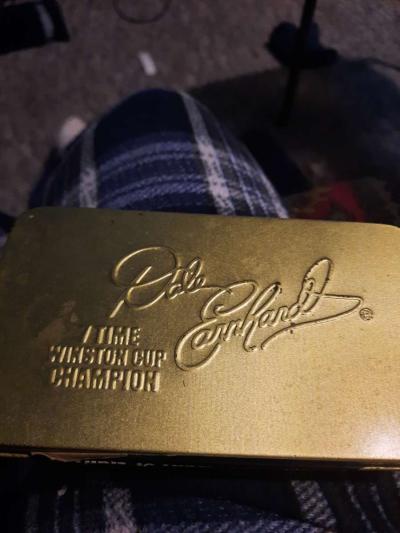 Dale
Earnhardt ®
7 TIME
WINSTON CUP
CHAMPION